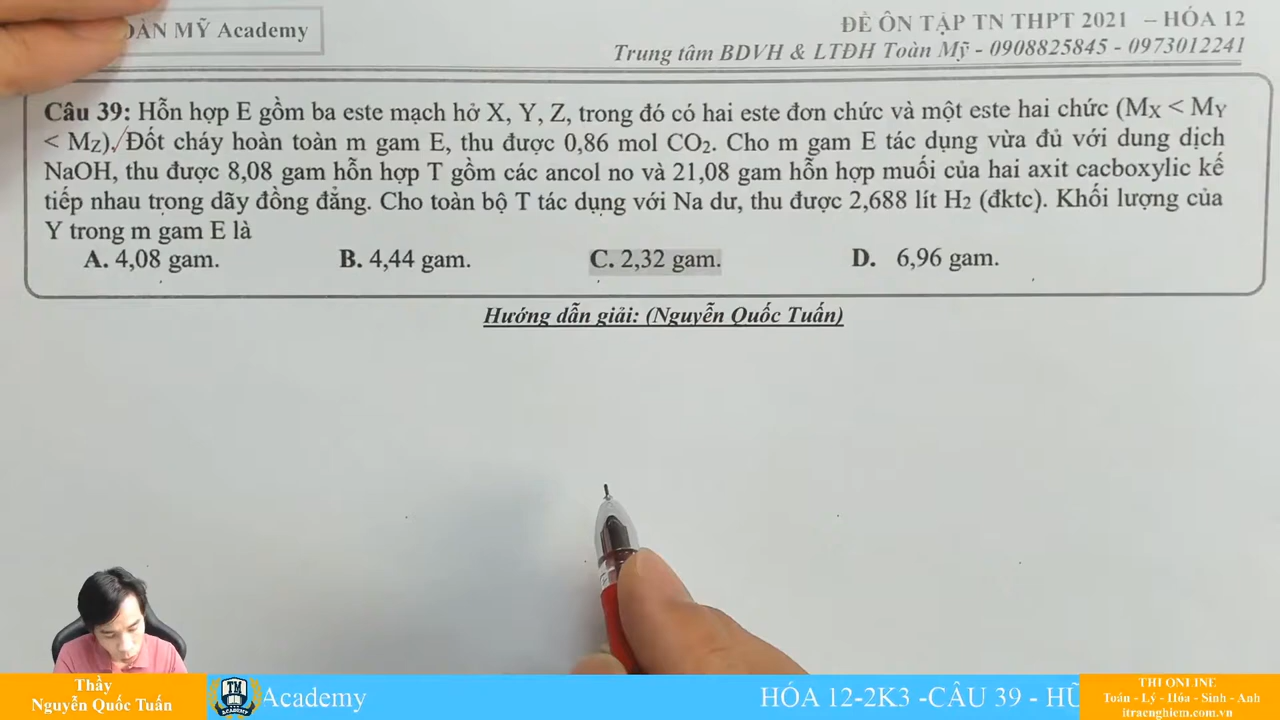 OÀN MỸ Academy
ĐỀ ÔN TẬP TN THPT 2021 – HÓA 12
Trung tâm BDVH & LTĐH Toàn Mỹ - 0908825845 - 0973012241
Câu 39: Hỗn hợp E gồm ba este mạch hở X, Y, Z, trong đó có hai este đơn chức và một este hai chức (MX < MY
< MZ). Đốt cháy hoàn toàn m gam E, thu được 0,86 mol CO2. Cho m gam E tác dụng vừa đủ với dung dịch
NaOH, thu được 8,08 gam hỗn hợp T gồm các ancol no và 21,08 gam hỗn hợp muối của hai axit cacboxylic kế
tiếp nhau trong dãy đồng đẳng. Cho toàn bộ T tác dụng với Na dư, thu được 2,688 lít H2 (đktc). Khối lượng của
Y trong m gam E là
A. 4,08 gam. B. 4,44 gam. C. 2,32 gam. D. 6,96 gam.
Hướng dẫn giải: (Nguyễn Quốc Tuấn)
Thầy
Nguyễn Quốc Tuấn
TM
ACADEMY
Academy
HÓA 12-2K3 -CÂU 39 - HŨ
THI ONLINE
Toán - Lý - Hóa - Sinh - Anh
itracnghiem.com.vn